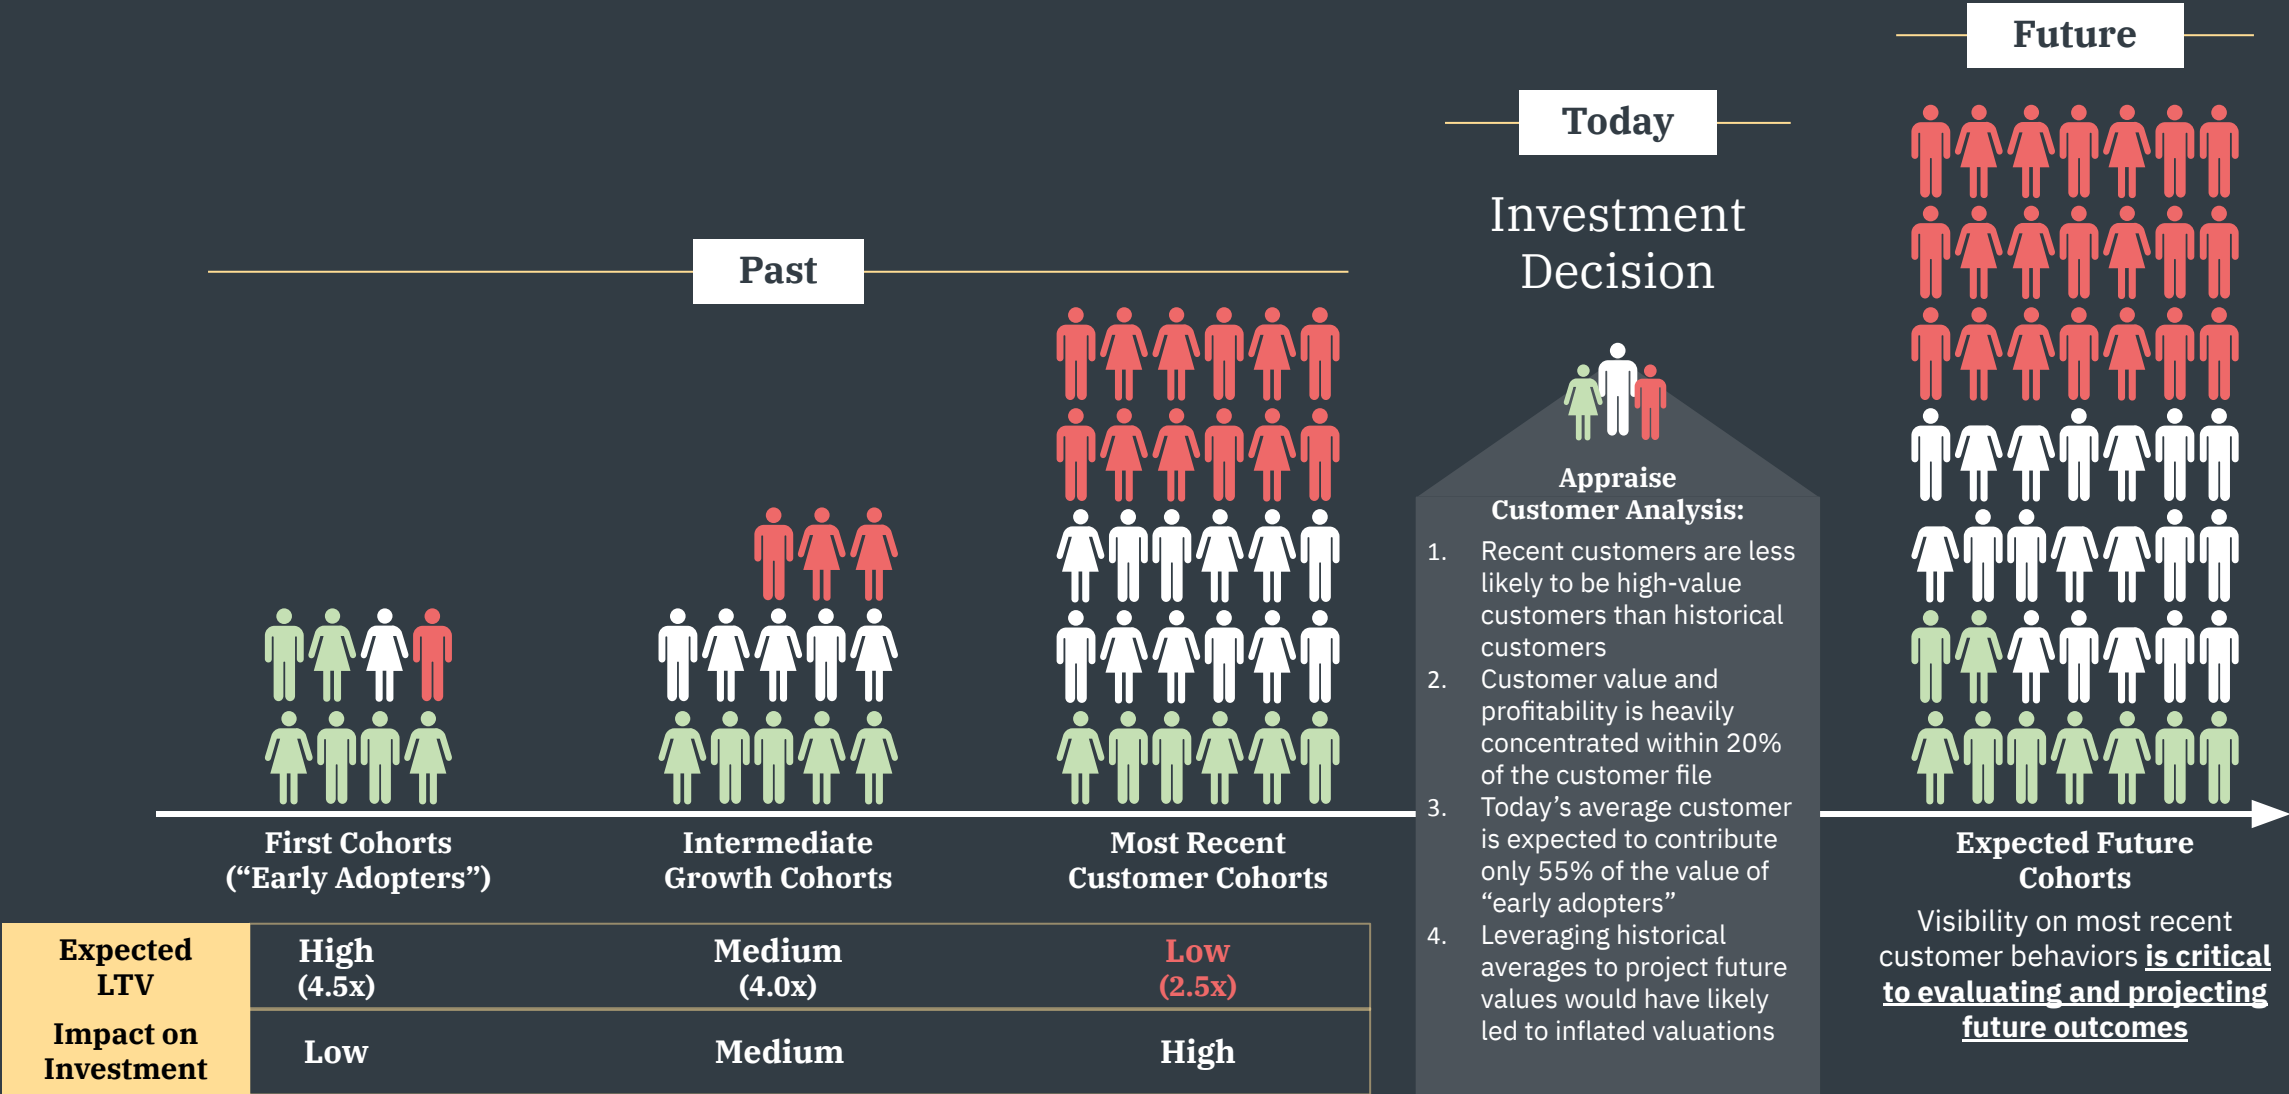 Past
First Cohorts
(“Early Adopters”)
Intermediate
Growth Cohorts
Most Recent
Customer Cohorts
Expected
LTV
High
(4.5x)
Medium
(4.0x)
Low
(2.5x)
Impact on
Investment
Low
Medium
High
Today
Investment
Decision
Appraise
Customer Analysis:
1. Recent customers are less
likely to be high-value
customers than historical
customers
2. Customer value and
profitability is heavily
concentrated within 20%
of the customer file
3. Today’s average customer
is expected to contribute
only 55% of the value of
“early adopters”
4. Leveraging historical
averages to project future
values would have likely
led to inflated valuations
Future
Expected Future
Cohorts
Visibility on most recent
customer behaviors is critical
to evaluating and projecting
future outcomes